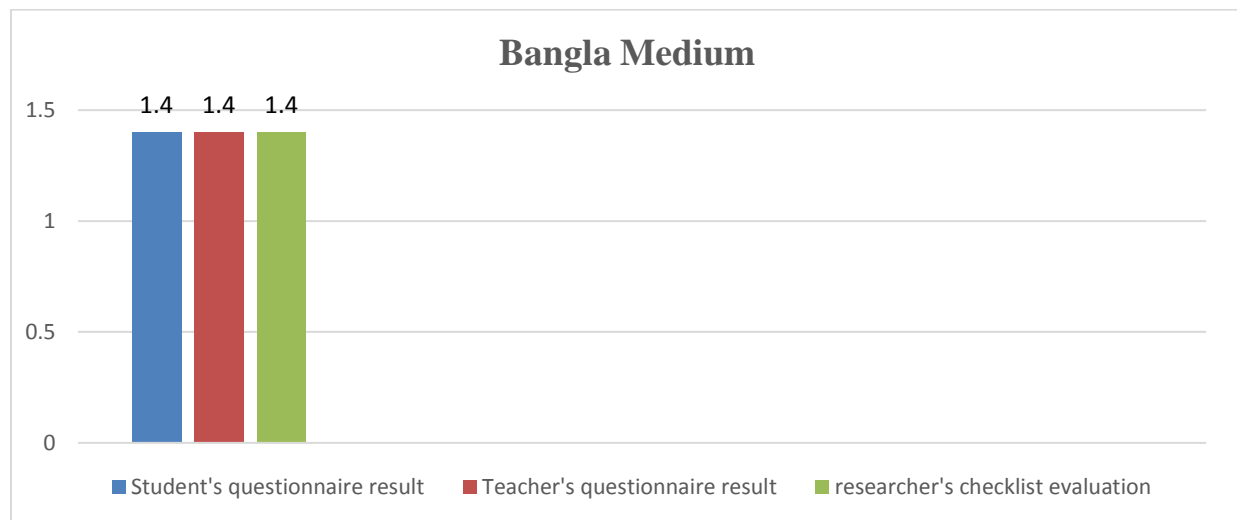 Bangla Medium
1.4 1.4 1.4
1.5
1
0.5
0
Student's questionnaire result Teacher's questionnaire result researcher's checklist evaluation